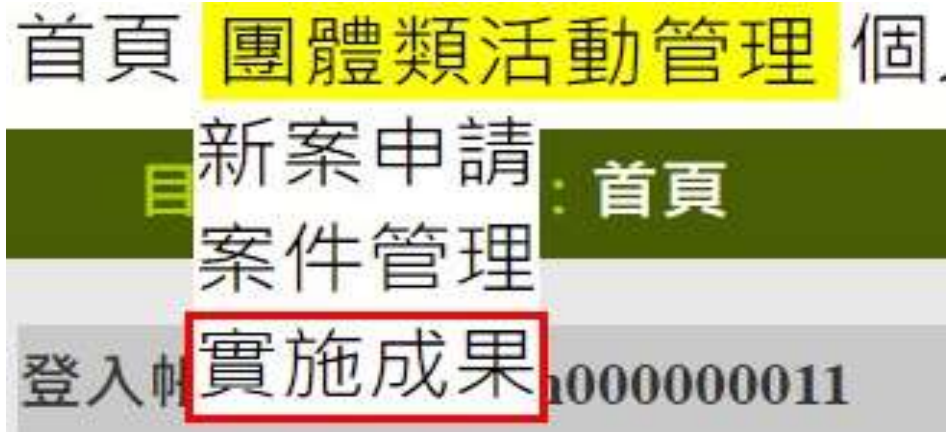 首頁 團體類活動管理 個
新案申請
: 首頁
案件管理
實施成果
登入 000000011